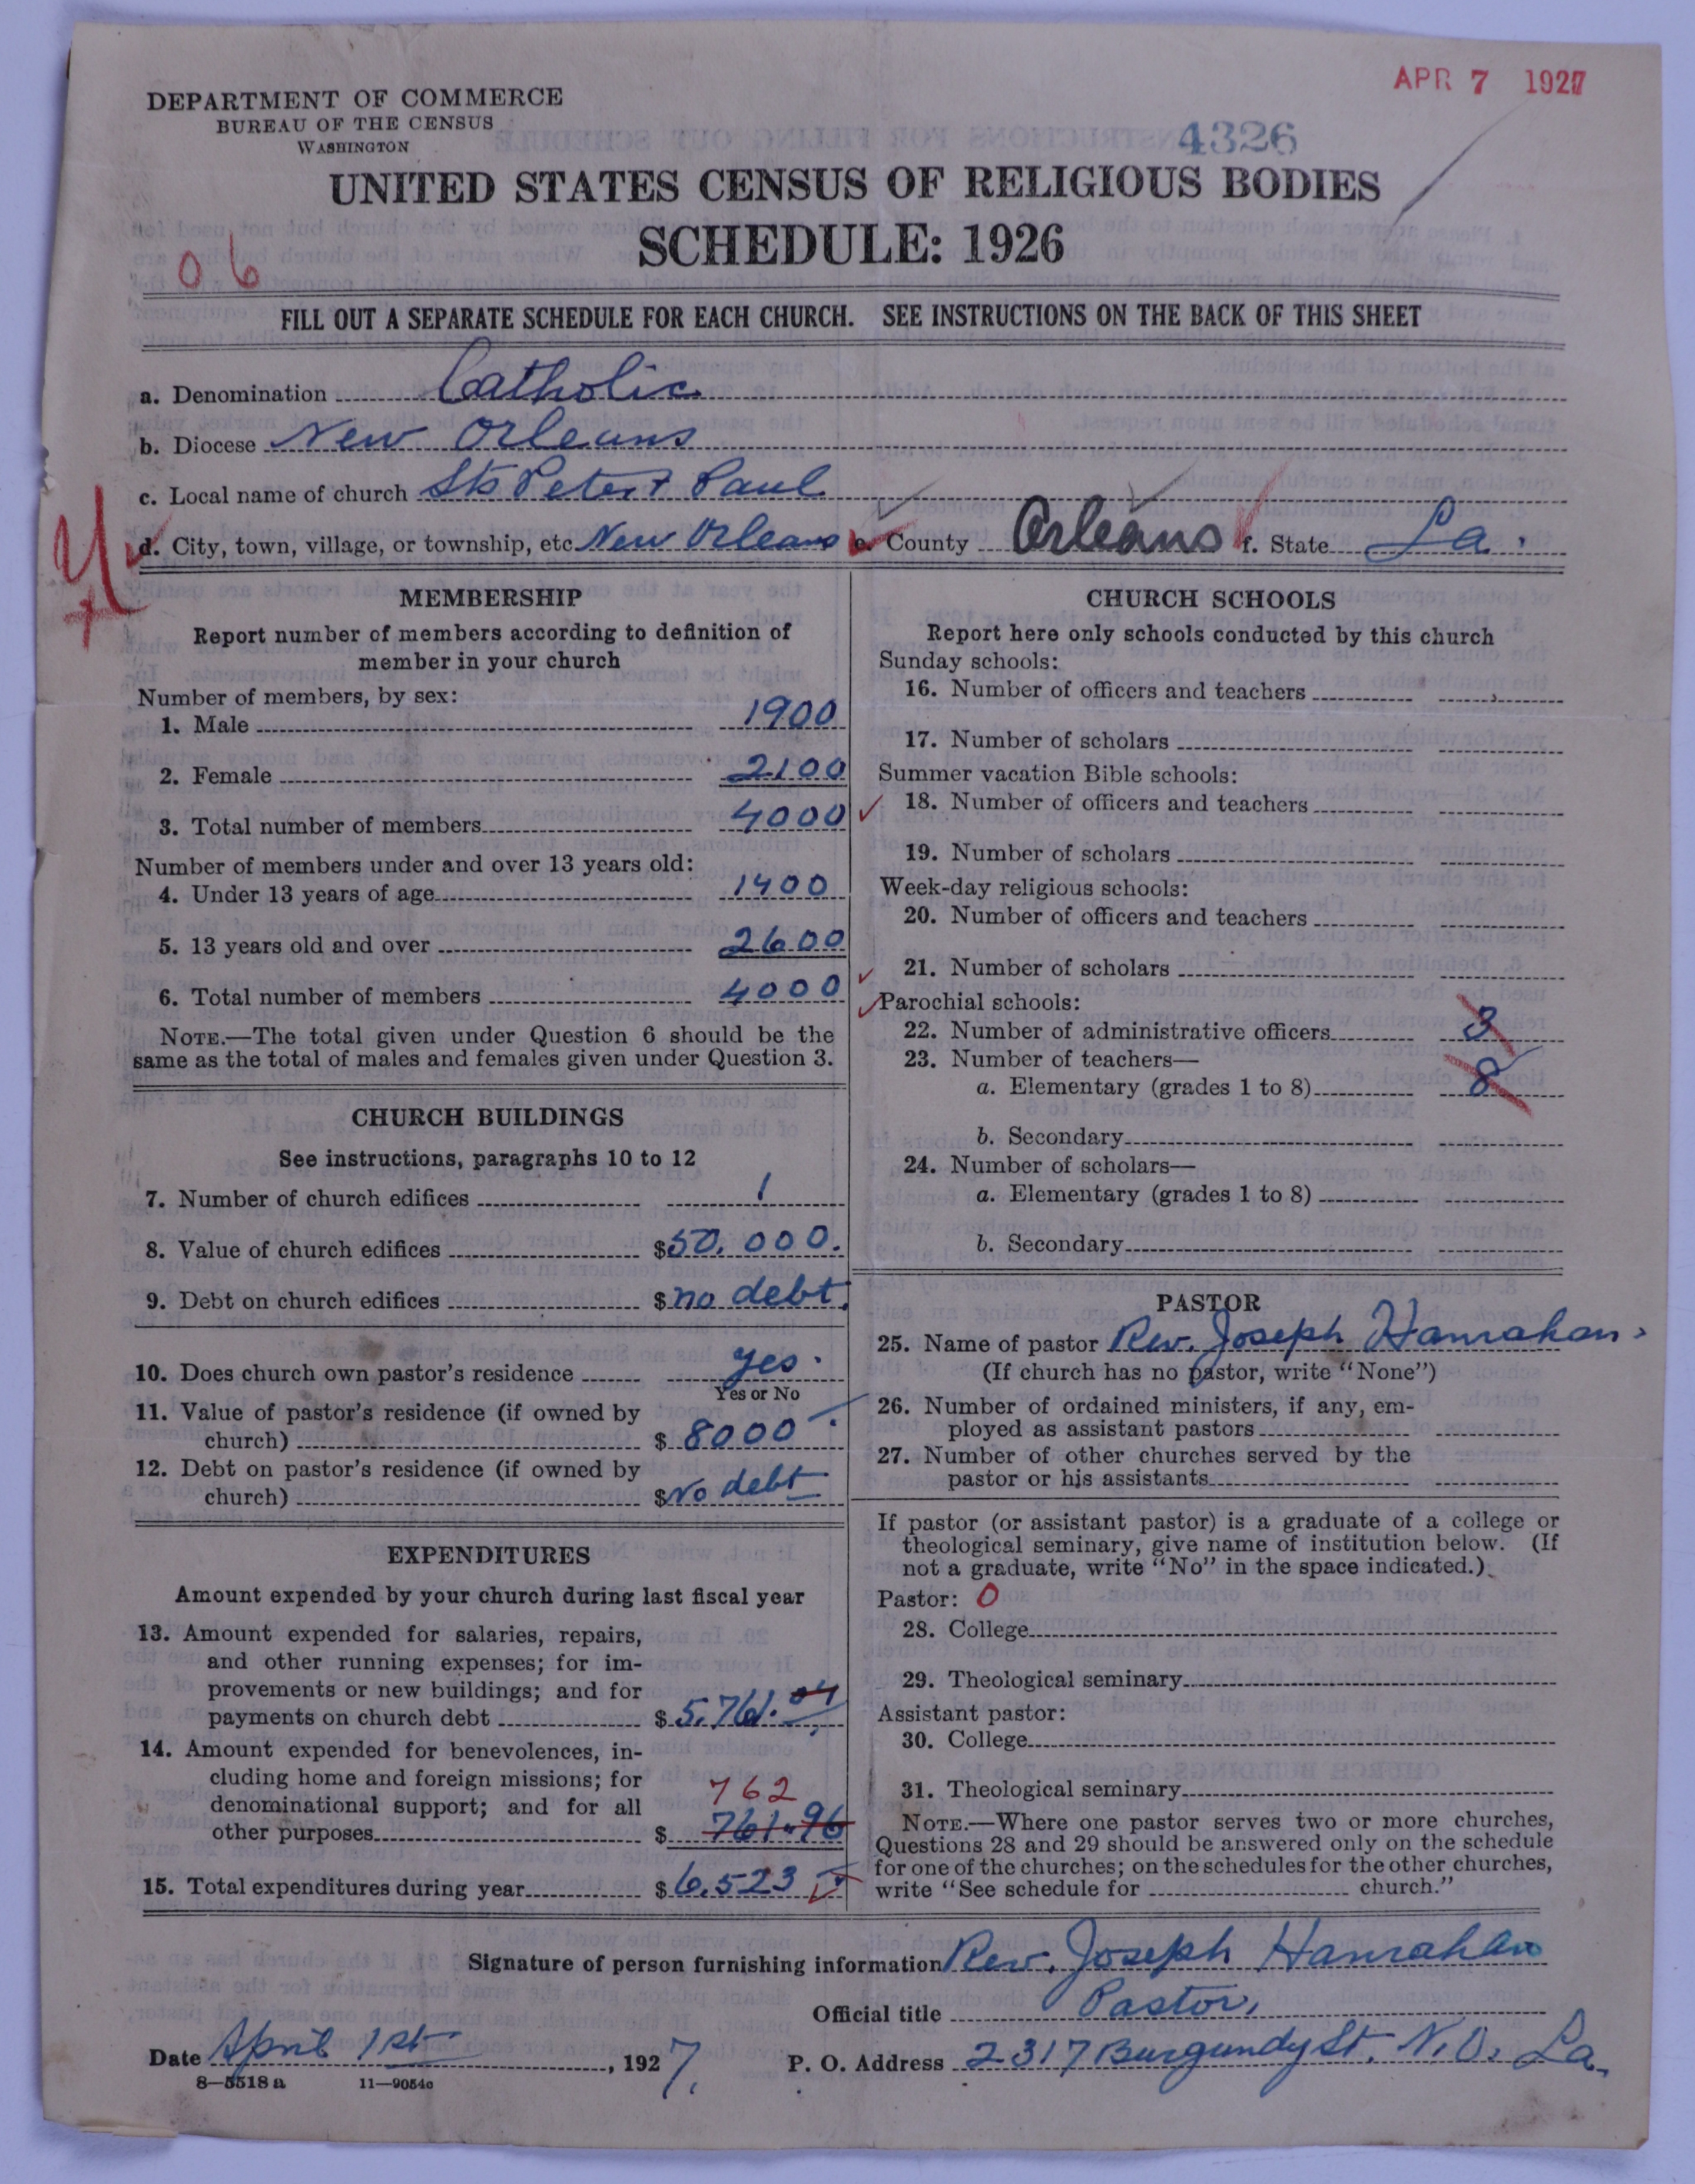 APR 7 1927
DEPARTMENT OF COMMERCE
BUREAU OF THE CENSUS
WASHINGTON
4326
UNITED STATES CENSUS OF RELIGIOUS BODIES
SCHEDULE: 1926
06
FILL OUT A SEPARATE SCHEDULE FOR EACH CHURCH. SEE INSTRUCTIONS ON THE BACK OF THIS SHEET
a. Denomination Catholic
b. Diocese New Orleans
c. Local name of church Sts Peter & Paul
d. City, town, village, or township, etc. New Orleans e. County Orleans f. State La.
MEMBERSHIP
Report number of members according to definition of
member in your church
Number of members, by sex:
1. Male 1900
2. Female 2100
3. Total number of members 4000
Number of members under and over 13 years old:
4. Under 13 years of age 1400
5. 13 years old and over 2600
6. Total number of members 4000
NOTE.—The total given under Question 6 should be the
same as the total of males and females given under Question 3.
CHURCH BUILDINGS
See instructions, paragraphs 10 to 12
7. Number of church edifices 1
8. Value of church edifices $50.000.
9. Debt on church edifices $no debt.
10. Does church own pastor's residence yes.
Yes or No
11. Value of pastor's residence (if owned by
church) $8000
12. Debt on pastor's residence (if owned by
church) $No debt
EXPENDITURES
Amount expended by your church during last fiscal year
13. Amount expended for salaries, repairs,
and other running expenses; for im-
provements or new buildings; and for
payments on church debt $5.761.04
14. Amount expended for benevolences, in-
cluding home and foreign missions; for
762
denominational support; and for all
other purposes $761.96
15. Total expenditures during year $6.523
CHURCH SCHOOLS
Report here only schools conducted by this church
Sunday schools:
16. Number of officers and teachers
17. Number of scholars
Summer vacation Bible schools:
18. Number of officers and teachers
19. Number of scholars
Week-day religious schools:
20. Number of officers and teachers
21. Number of scholars
Parochial schools:
22. Number of administrative officers 3
23. Number of teachers—
a. Elementary (grades 1 to 8) 8
b. Secondary
24. Number of scholars—
a. Elementary (grades 1 to 8)
b. Secondary
PASTOR
25. Name of pastor Rev. Joseph Hanrahan.
(If church has no pastor, write "None")
26. Number of ordained ministers, if any, em-
ployed as assistant pastors
27. Number of other churches served by the
pastor or his assistants
If pastor (or assistant pastor) is a graduate of a college or
theological seminary, give name of institution below. (If
not a graduate, write "No" in the space indicated.)
Pastor: 0
28. College
29. Theological seminary
Assistant pastor:
30. College
31. Theological seminary
NOTE.—Where one pastor serves two or more churches,
Questions 28 and 29 should be answered only on the schedule
for one of the churches; on the schedules for the other churches,
write "See schedule for church."
Signature of person furnishing information Rev. Joseph Hanrahan
Official title Pastor.
Date April 1st, 1927. P. O. Address 2317 Burgundy St. N.O. La.
8—5518 a 11—9054c